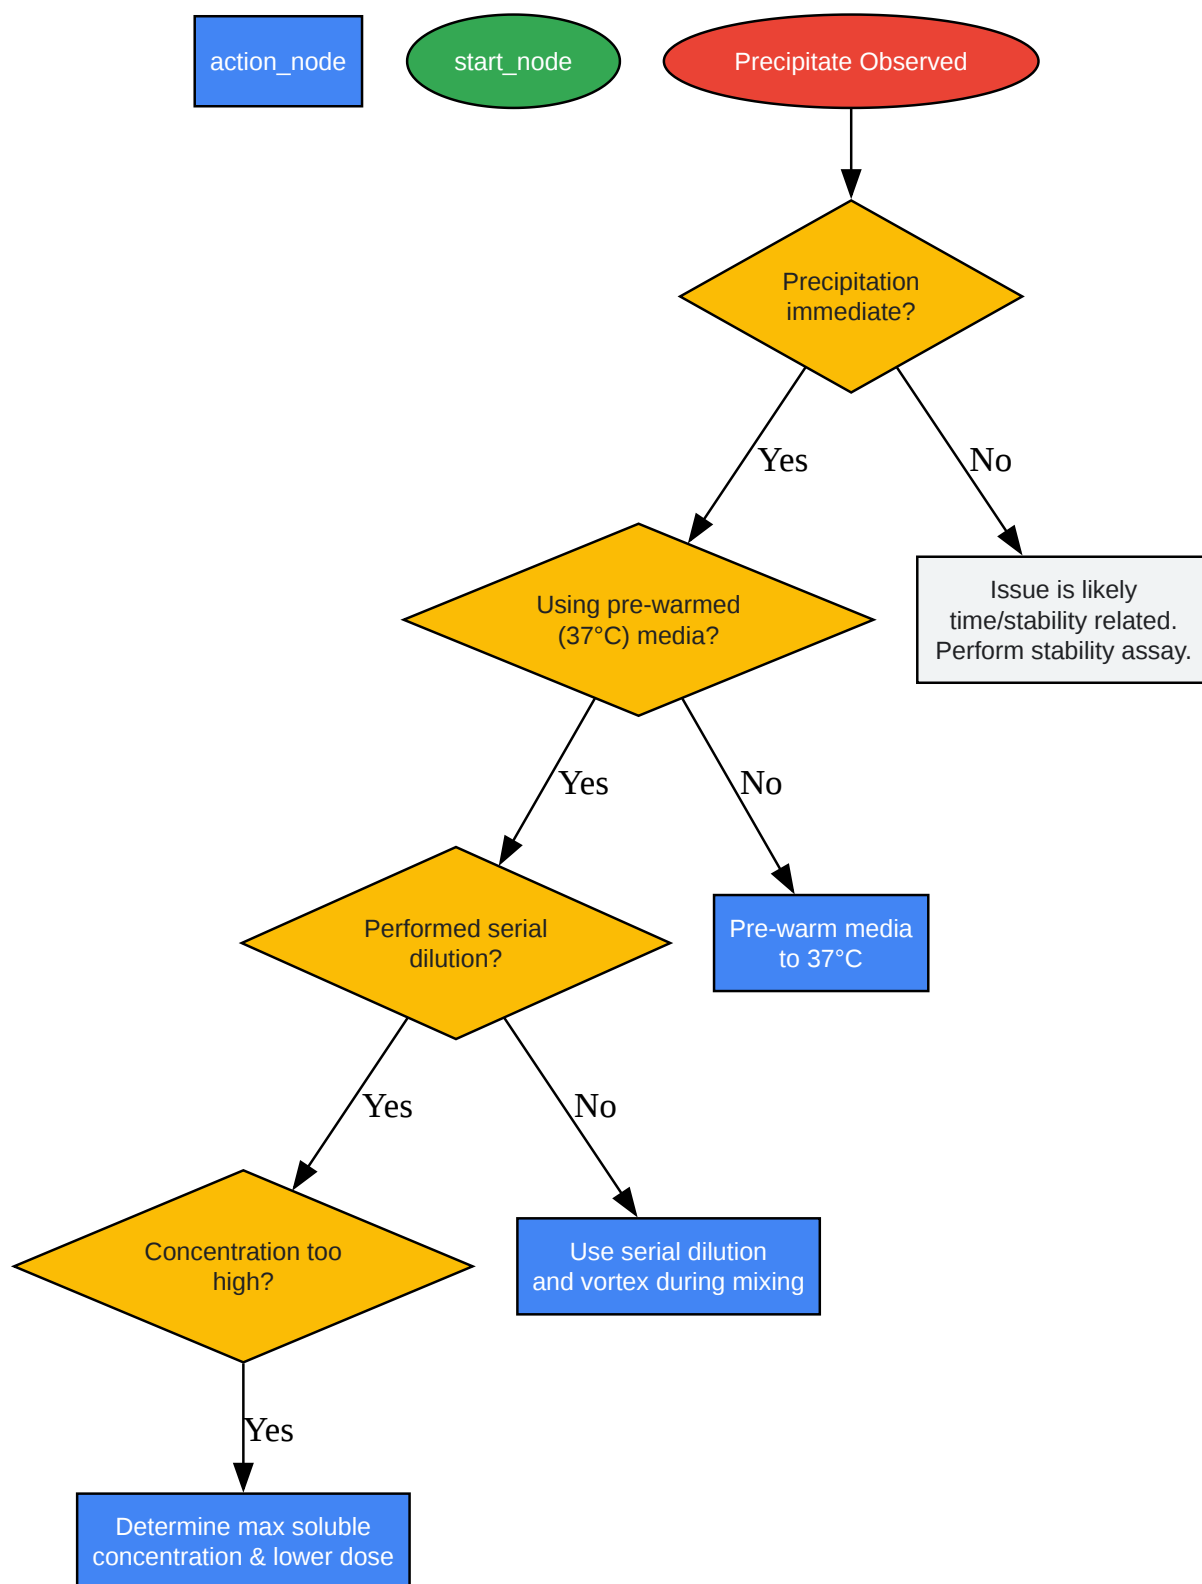 action_node
start_node
Precipitate Observed
Precipitation
immediate?
Yes
No
Using pre-warmed
(37°C) media?
Issue is likely
time/stability related.
Perform stability assay.
Yes
No
Performed serial
dilution?
Pre-warm media
to 37°C
Yes
No
Concentration too
high?
Use serial dilution
and vortex during mixing
Yes
Determine max soluble
concentration & lower dose